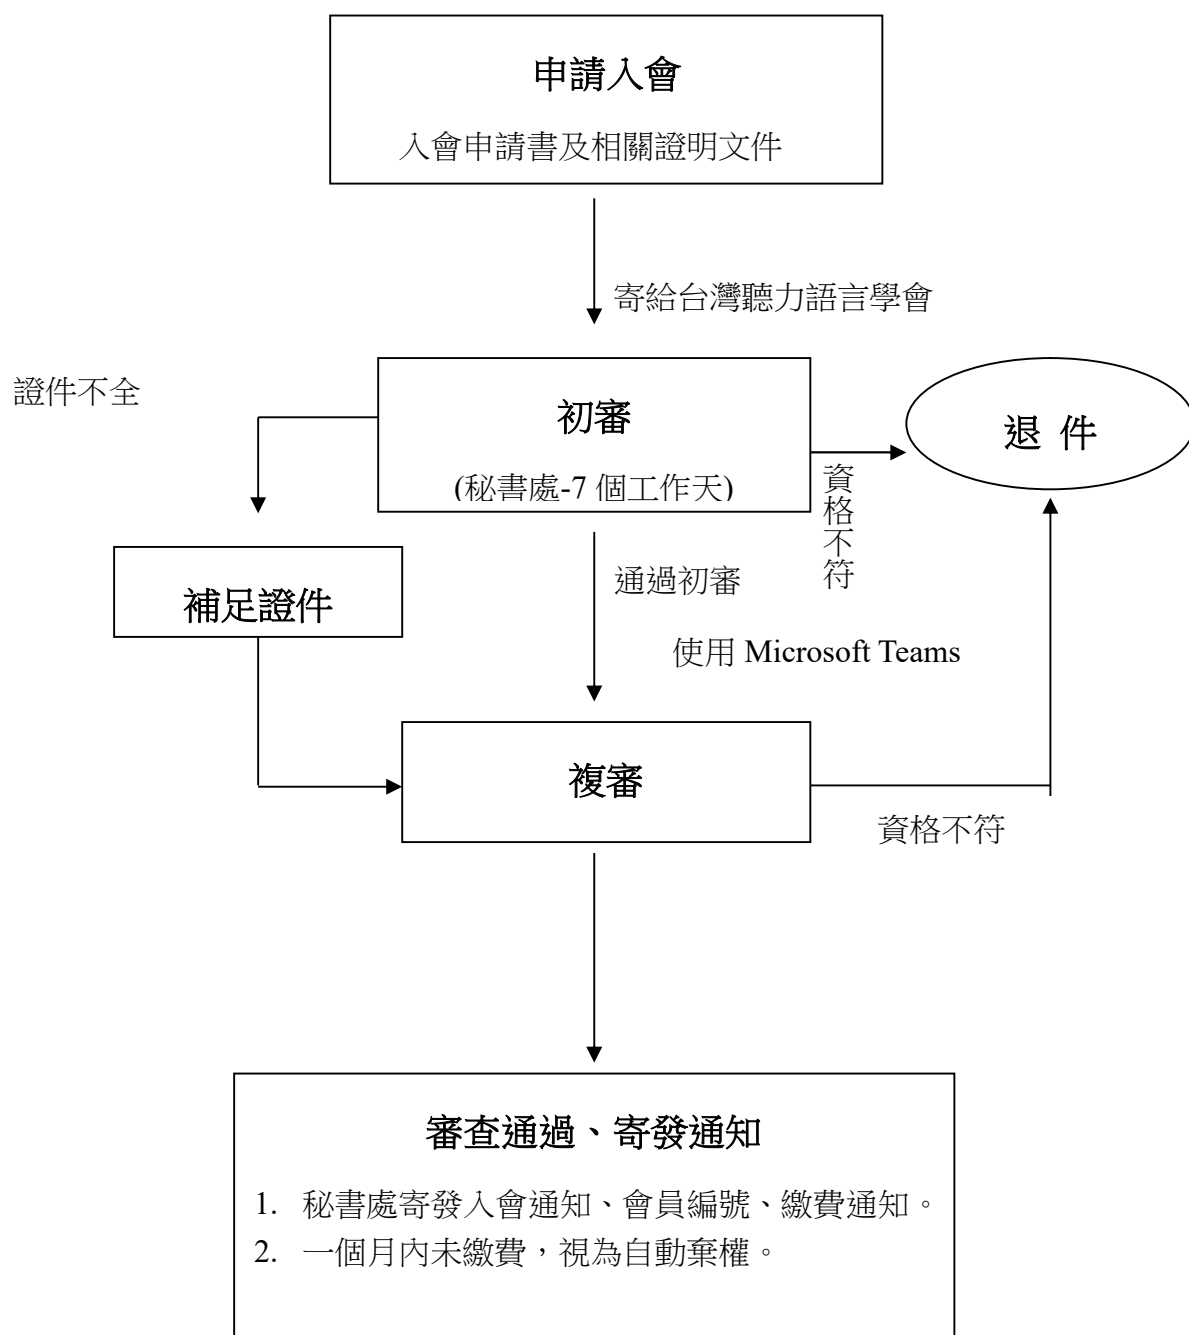 申請入會
入會申請書及相關證明文件
寄給台灣聽力語言學會
證件不全
初審
(秘書處-7 個工作天)
退 件
資格不符
通過初審
補足證件
使用 Microsoft Teams
複審
資格不符
審查通過、寄發通知
1. 秘書處寄發入會通知、會員編號、繳費通知。
2. 一個月內未繳費，視為自動棄權。